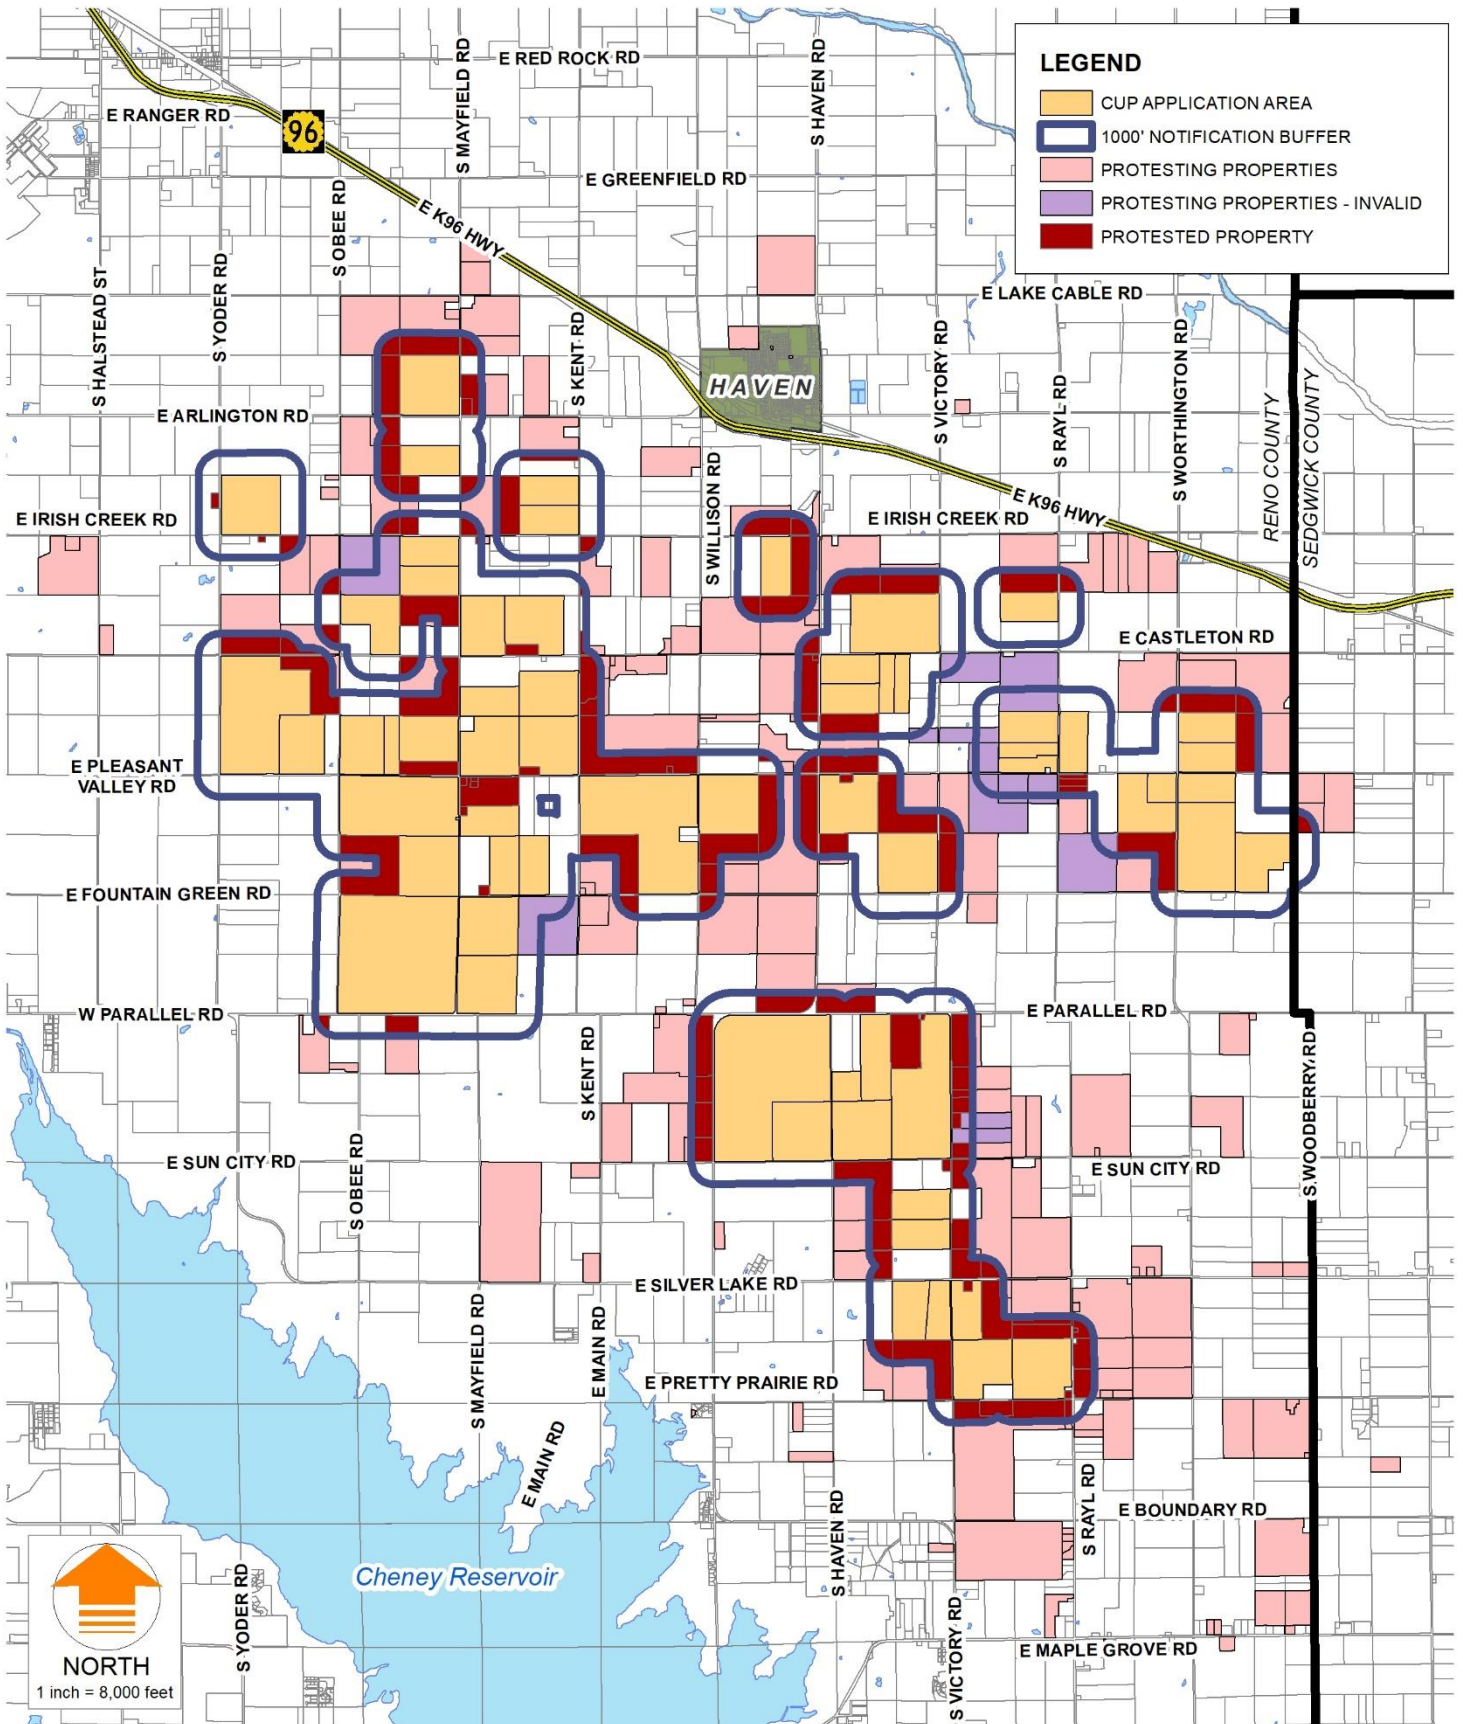 LEGEND
CUP APPLICATION AREA
1000' NOTIFICATION BUFFER
PROTESTING PROPERTIES
PROTESTING PROPERTIES - INVALID
PROTESTED PROPERTY
E RED ROCK RD
E RANGER RD
96
S MAYFIELD RD
S HAVEN RD
E GREENFIELD RD
S OBEE RD
E K96 HWY
S HALSTEAD ST
S YODER RD
E LAKE CABLE RD
S KENT RD
S VICTORY RD
S RAYL RD
S WORTHINGTON RD
HAVEN
E ARLINGTON RD
RENO COUNTY
SEDGWICK COUNTY
S WILLISON RD
E K96 HWY
E IRISH CREEK RD
E IRISH CREEK RD
E CASTLETON RD
E PLEASANT
VALLEY RD
E FOUNTAIN GREEN RD
W PARALLEL RD
E PARALLEL RD
S KENT RD
S WOODBERRY RD
E SUN CITY RD
S OBEE RD
E SUN CITY RD
E SILVER LAKE RD
S MAYFIELD RD
E MAIN RD
E PRETTY PRAIRIE RD
E MAIN RD
S HAVEN RD
S RAYL RD
E BOUNDARY RD
Cheney Reservoir
S YODER RD
S VICTORY RD
E MAPLE GROVE RD
NORTH
1 inch = 8,000 feet